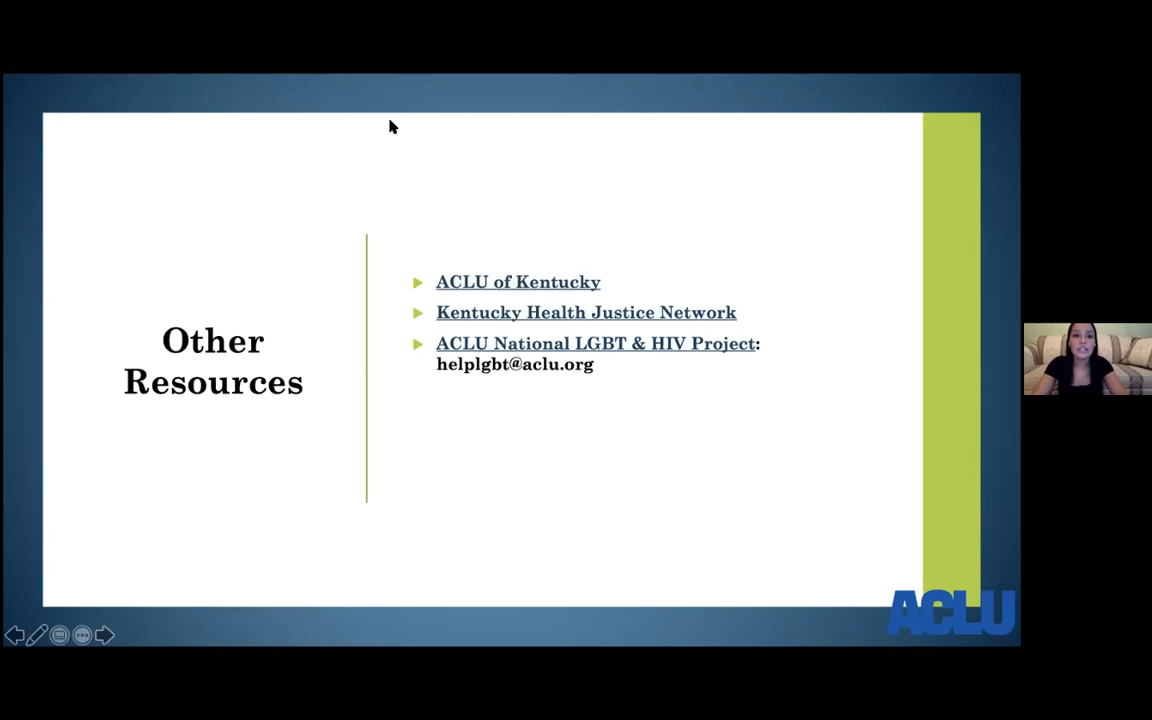 Other
Resources
ACLU of Kentucky
Kentucky Health Justice Network
ACLU National LGBT & HIV Project:
helplgbt@aclu.org
ACLU